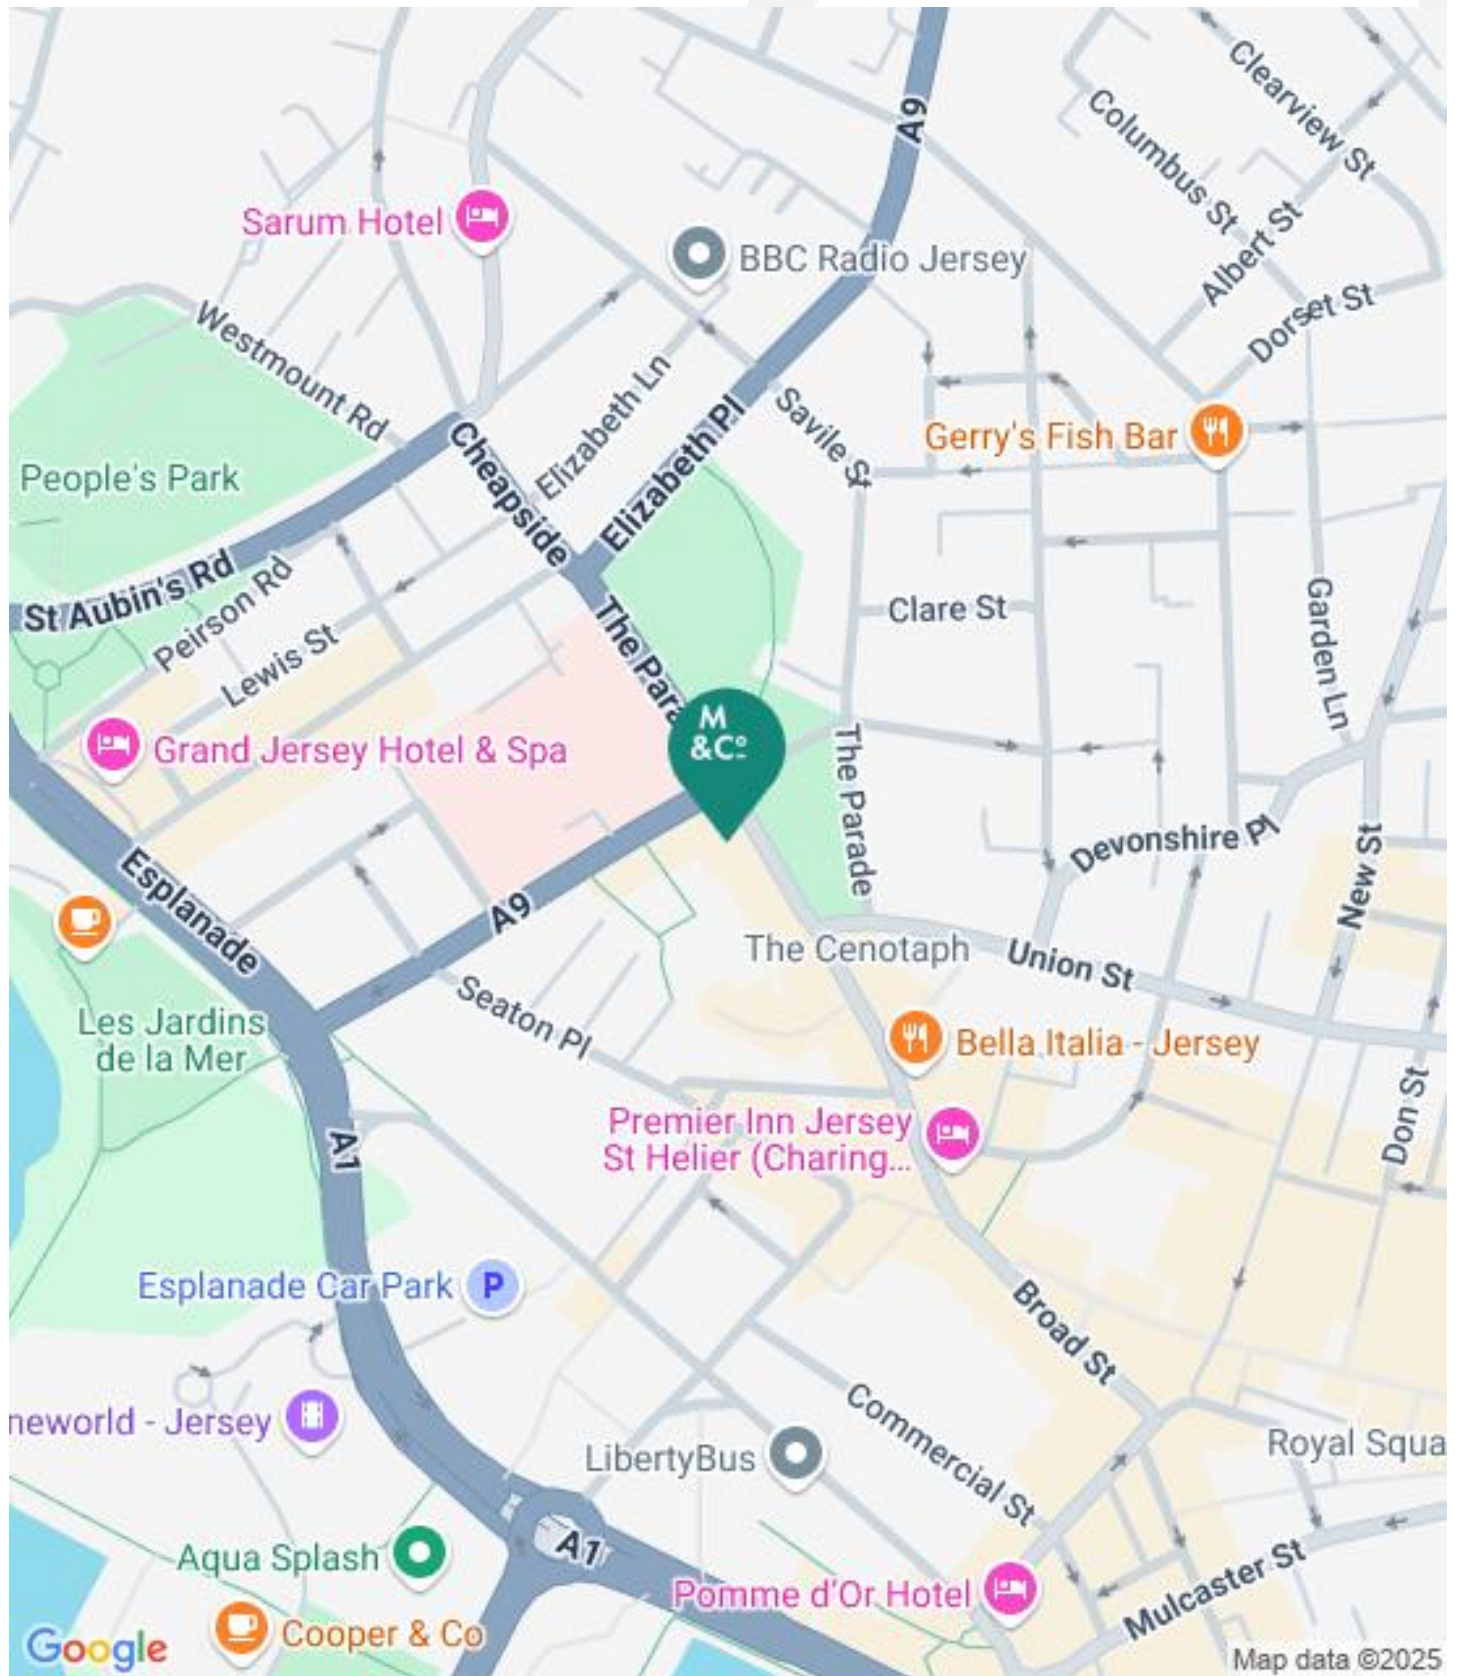 A9
Clearview St
Columbus St
Albert St
Sarum Hotel
BBC Radio Jersey
Dorset St
Westmount Rd
Elizabeth Ln
Savile St
Gerry's Fish Bar
People's Park
Cheapside
Elizabeth Pl
St Aubin's Rd
Peirson Rd
Lewis St
The Para
Clare St
Garden Ln
M
&Cº
Grand Jersey Hotel & Spa
The Parade
Devonshire Pl
New St
Esplanade
A9
The Cenotaph
Union St
Seaton Pl
Les Jardins
de la Mer
Bella Italia - Jersey
Don St
A1
Premier Inn Jersey
St Helier (Charing...
Esplanade Car Park
P
Broad St
neworld - Jersey
Commercial St
LibertyBus
Royal Squa
A1
Aqua Splash
Pomme d'Or Hotel
Mulcaster St
Cooper & Co
Google
Map data ©2025